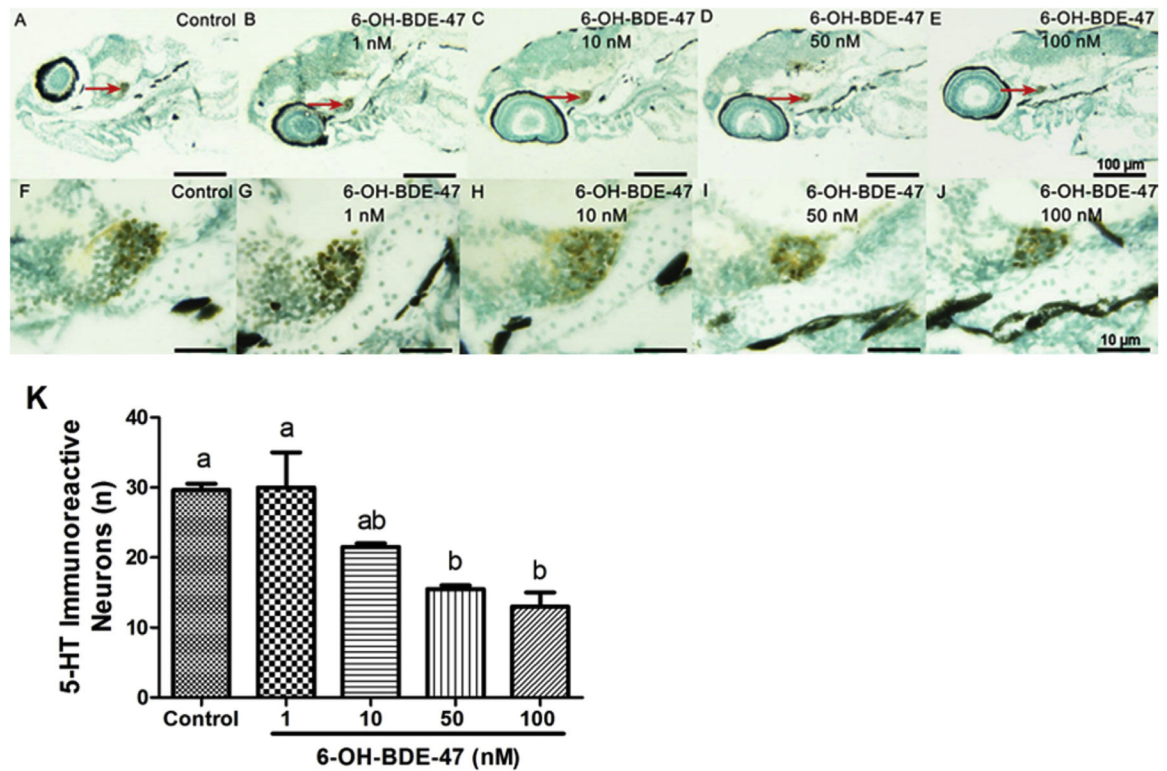 A Control B 6-OH-BDE-47 C 6-OH-BDE-47 D 6-OH-BDE-47 E 6-OH-BDE-47
1 nM 10 nM 50 nM 100 nM
100 µm
F Control G 6-OH-BDE-47 H 6-OH-BDE-47 I 6-OH-BDE-47 J 6-OH-BDE-47
1 nM 10 nM 50 nM 100 nM
10 µm
K
5-HT Immunoreactive
Neurons (n)
40
30
20
10
0
a a ab b b
Control 1 10 50 100
6-OH-BDE-47 (nM)